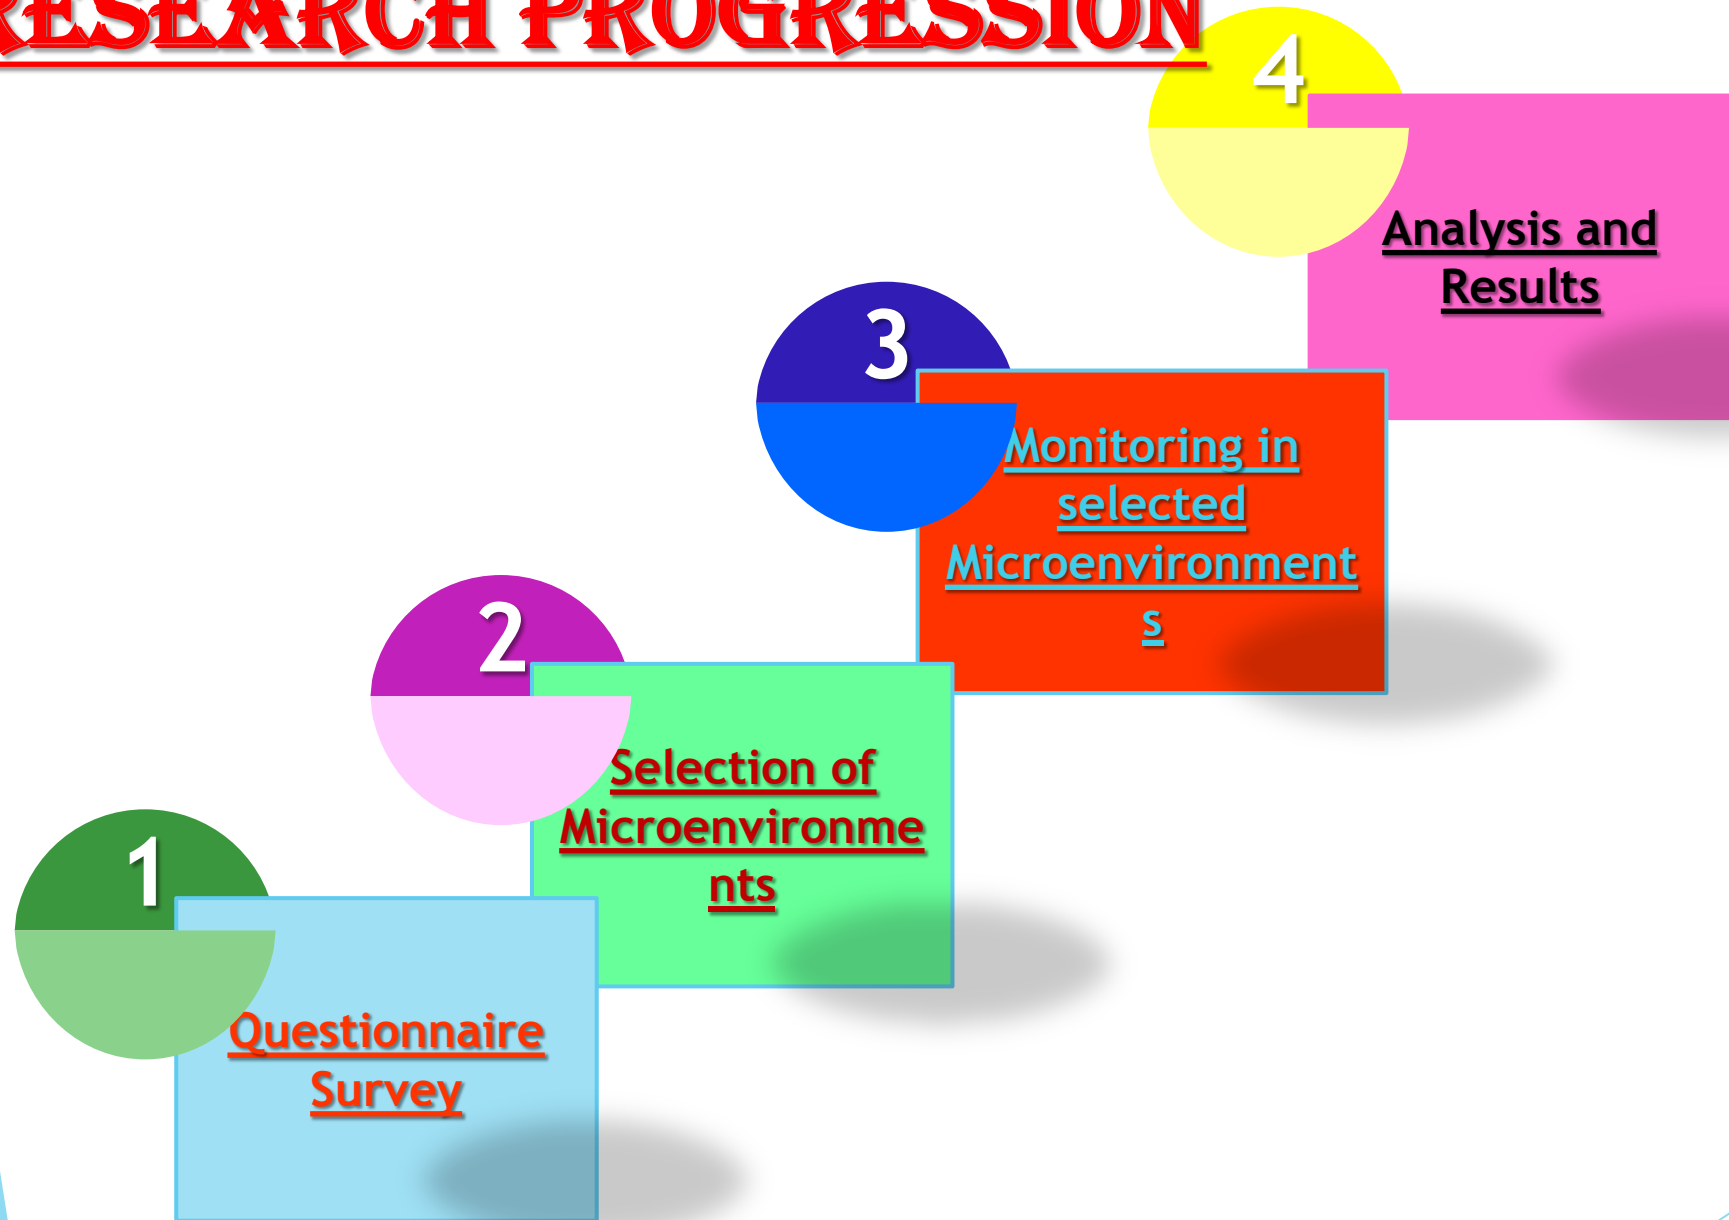 RESEARCH PROGRESSION
4
Analysis and
Results
3
Monitoring in
selected
Microenvironment
s
2
Selection of
Microenvironme
nts
1
Questionnaire
Survey